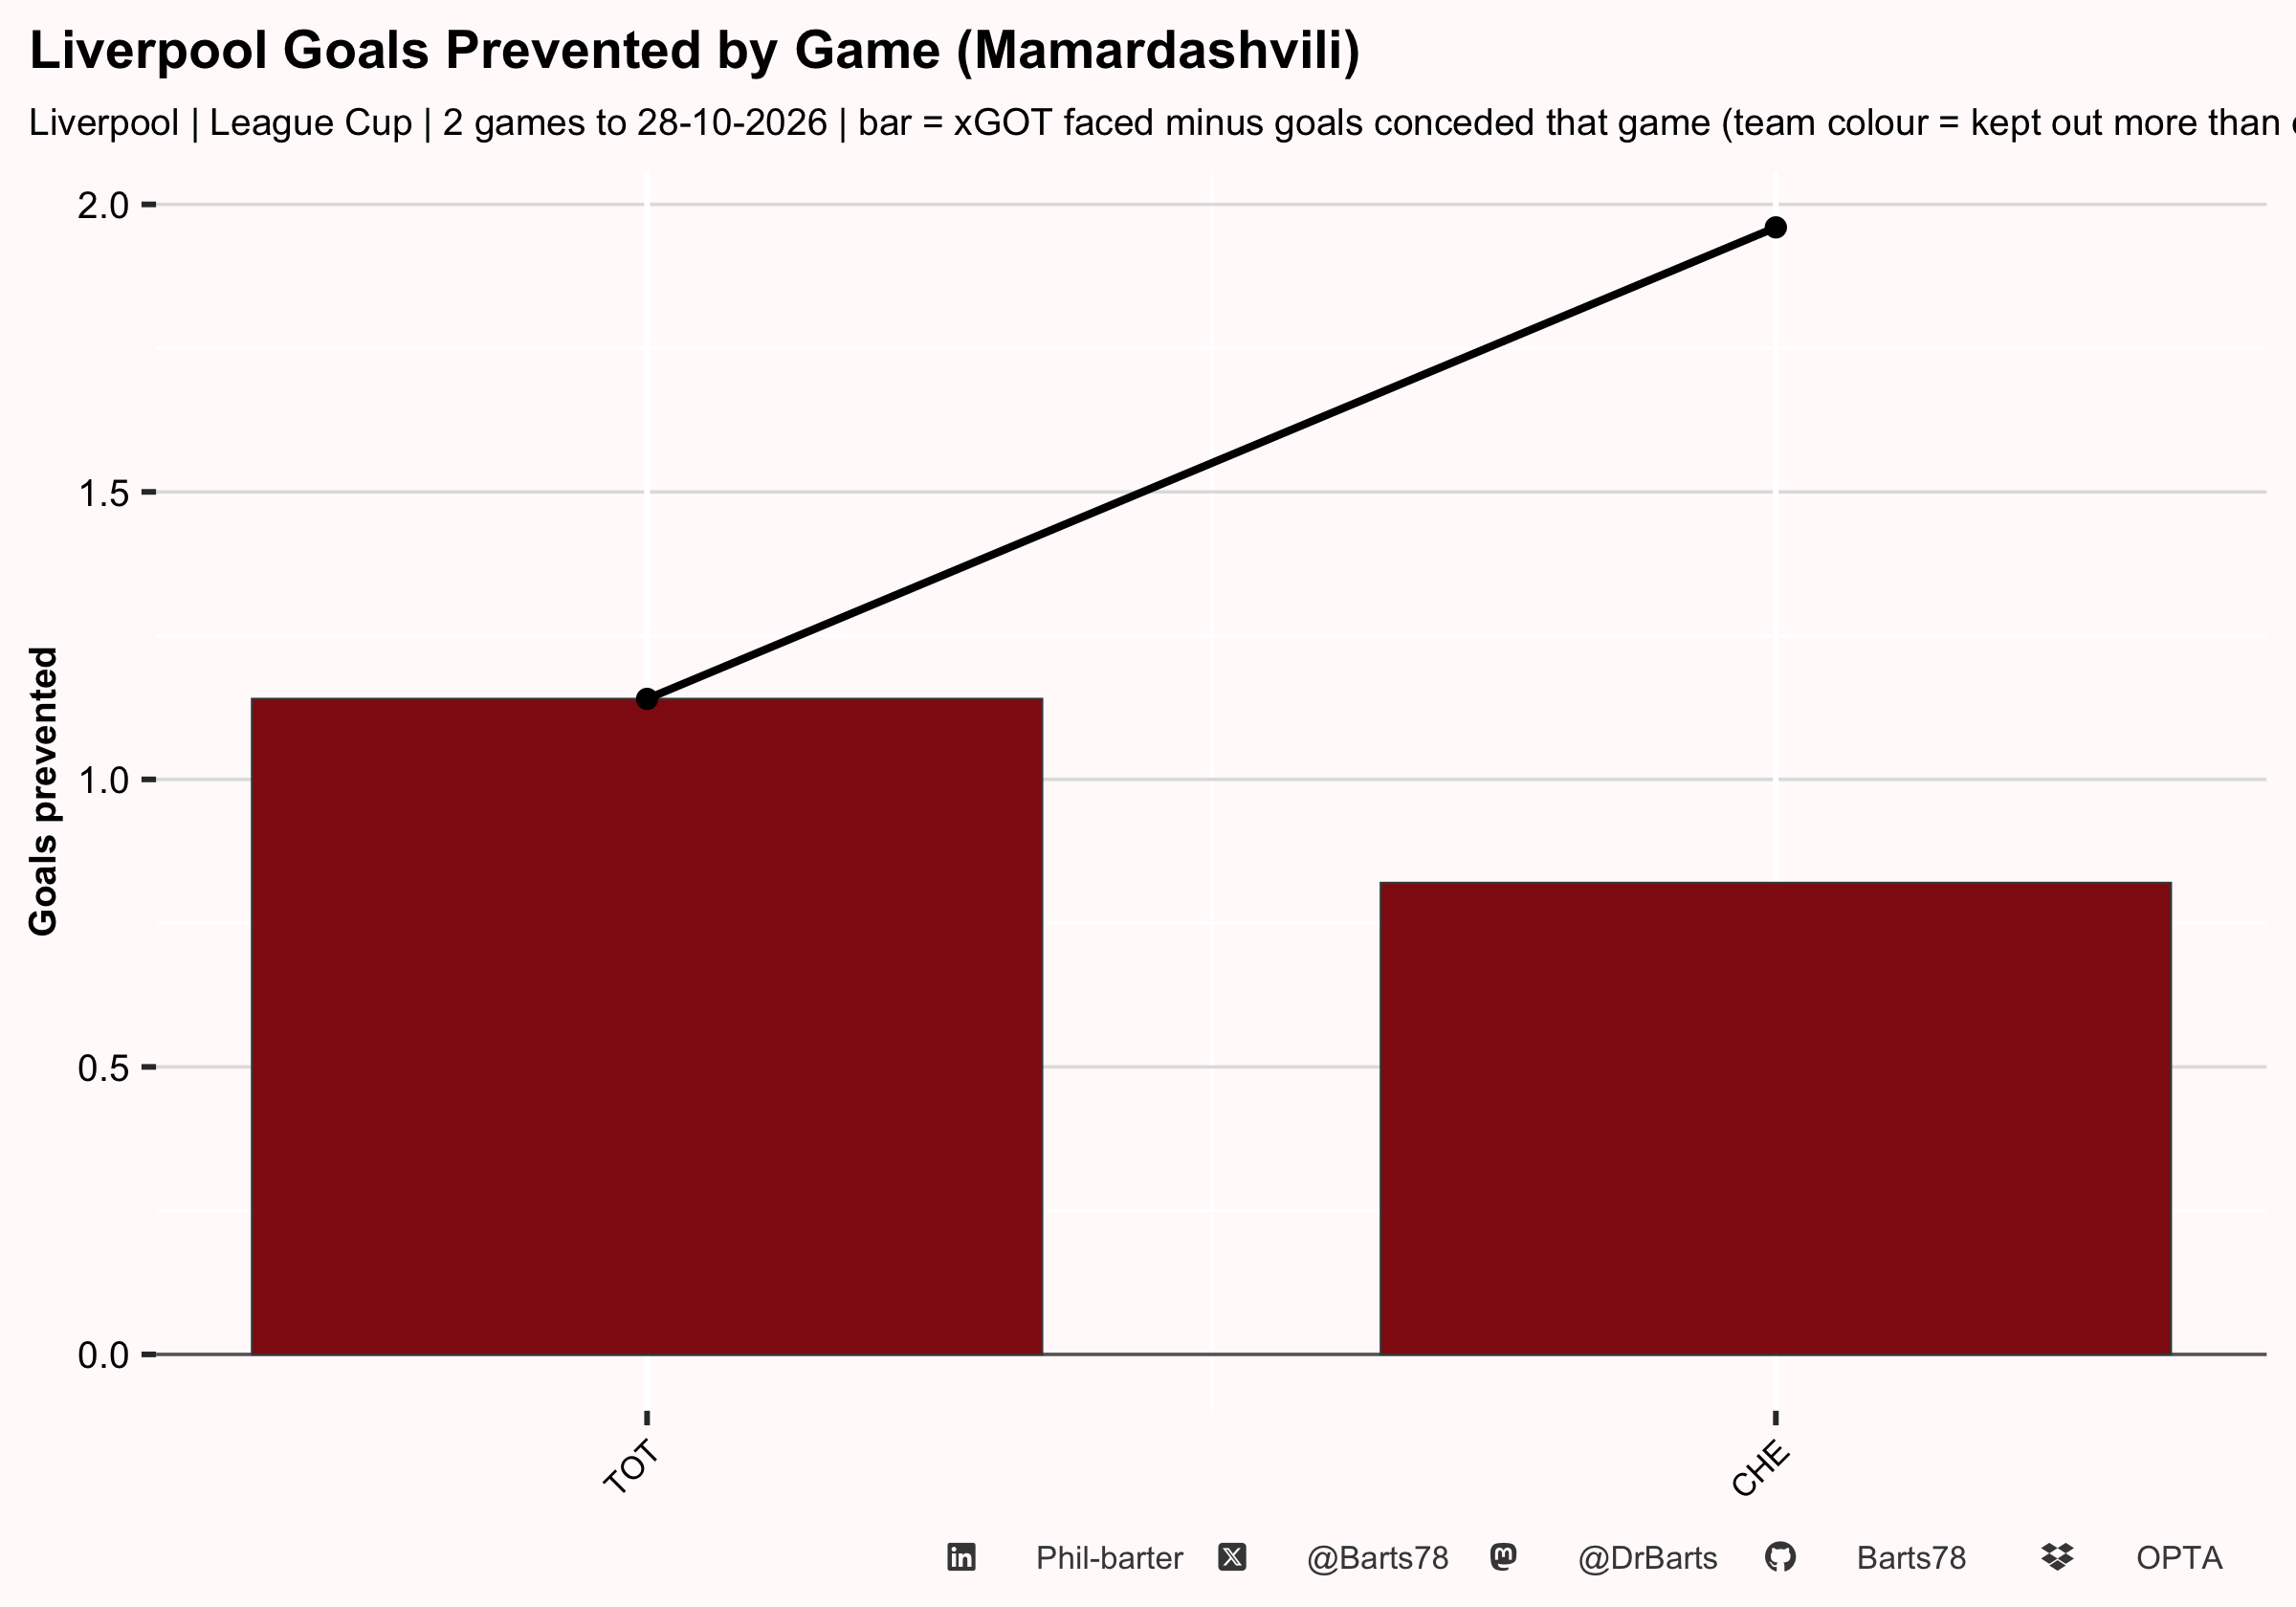 Liverpool Goals Prevented by Game (Mamardashvili)
Liverpool | League Cup | 2 games to 28-10-2026 | bar = xGOT faced minus goals conceded that game (team colour = kept out more than
2.0
1.5
1.0
0.5
0.0
Goals prevented
TOT
CHE
Phil-barter @Barts78 @DrBarts Barts78 OPTA